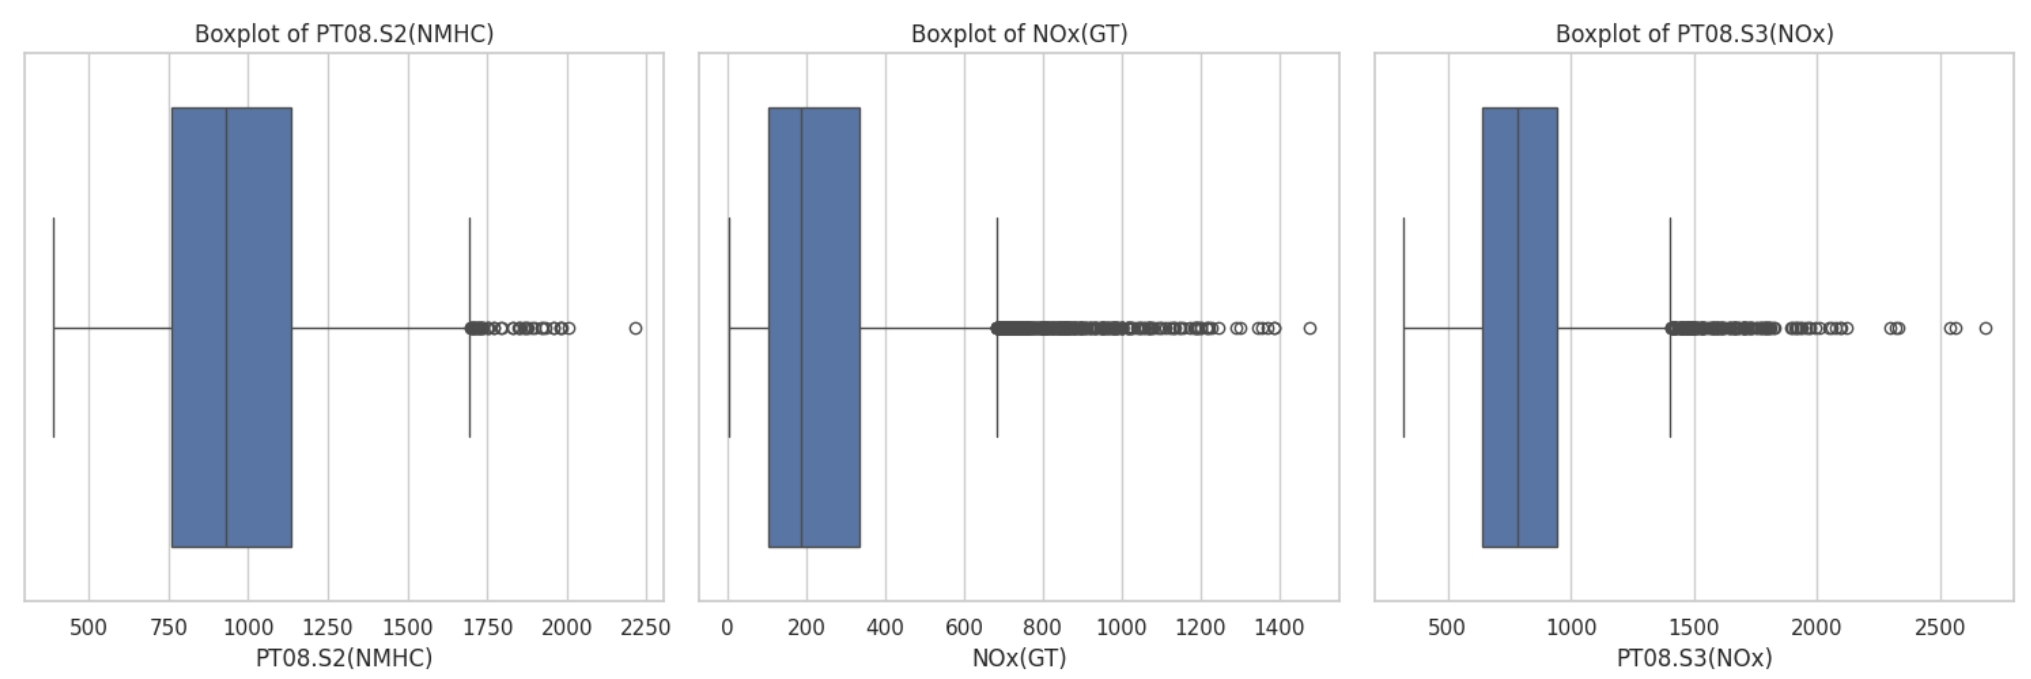 Boxplot of PT08.S2(NMHC) Boxplot of NOx(GT) Boxplot of PT08.S3(NOx)
500 750 1000 1250 1500 1750 2000 2250 0 200 400 600 800 1000 1200 1400 500 1000 1500 2000 2500
PT08.S2(NMHC) NOx(GT) PT08.S3(NOx)